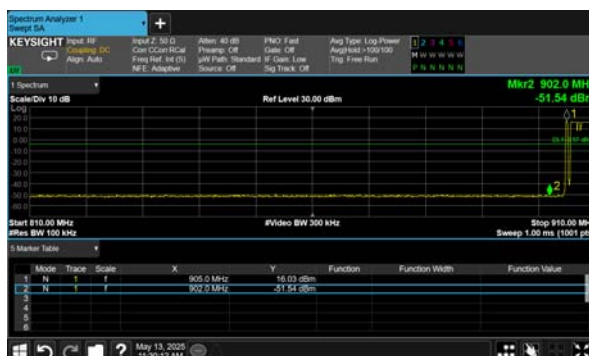 Spectrum Analyzer 1
Swept SA
+
KEYSIGHT Input: RF Input Z: 50 Ω Atten: 40 dB PNO: Fast Avg Type: Log-Power 1 2 3 4 5 6
Coupling: DC Corr CCorr RCal Preamp: Off Gate: Off Avg|Hold:>100/100 M W W W W W
Align: Auto Freq Ref: Int (S) µW Path: Standard IF Gain: Low Trig: Free Run
NFE: Adaptive Source: Off Sig Track: Off P N N N N N
1 Spectrum Mkr2 902.0 MH
Scale/Div 10 dB Ref Level 30.00 dBm -51.54 dBr
Log
20.0
10.0
0.00
-10.0
-20.0
-30.0
-40.0
-50.0
-60.0
1
2
Start 810.00 MHz #Video BW 300 kHz Stop 910.00 MH
#Res BW 100 kHz Sweep 1.00 ms (1001 pt
5 Marker Table
Mode Trace Scale X Y Function Function Width Function Value
1 N 1 f 905.0 MHz 16.03 dBm
2 N 1 f 902.0 MHz -51.54 dBm
3
4
5
6
May 13, 2025